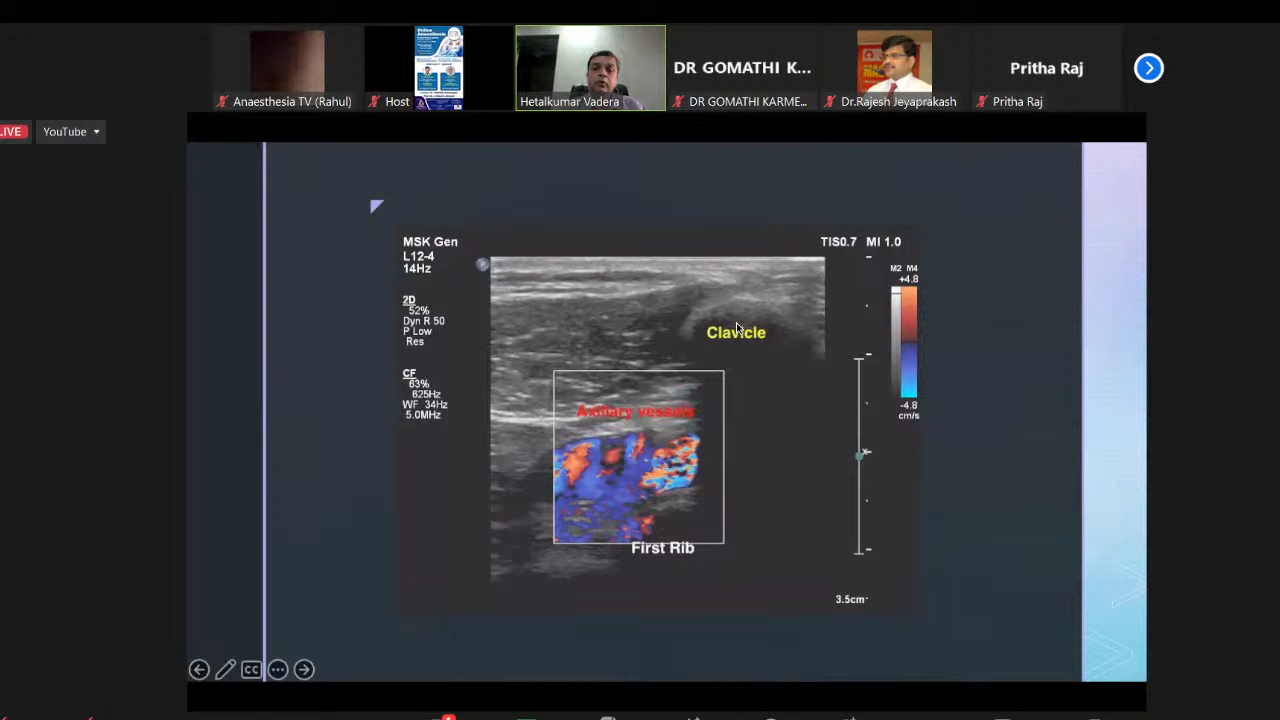 DR GOMATHI K...
Pritha Raj
Anaesthesia TV (Rahul)
Host
Hetalkumar Vadera
DR GOMATHI KARME...
Dr.Rajesh Jeyaprakash
Pritha Raj
LIVE
YouTube
MSK Gen
TIS0.7 MI 1.0
L12-4
14Hz
M2 M4
+4.8
2D
52%
Dyn R 50
P Low
Res
Clavicle
CF
63%
625Hz
WF 34Hz
5.0MHz
-4.8
cm/s
Axillary vessels
x
First Rib
3.5cm
CC